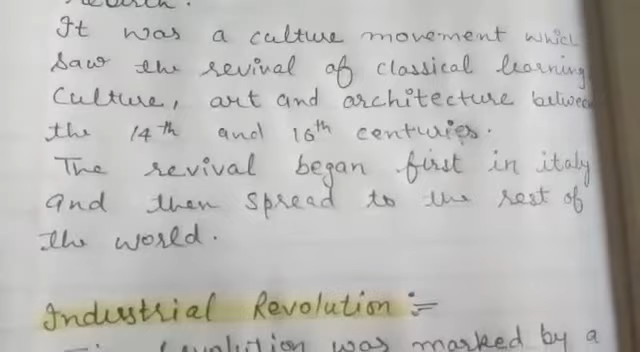 rebirth.
It was a culture movement which
saw the revival of classical learning
culture, art and architecture between
the 14th and 16th centuries.
The revival began first in italy
and then spread to the rest of
the world.
Industrial Revolution :=
revolution was marked by a